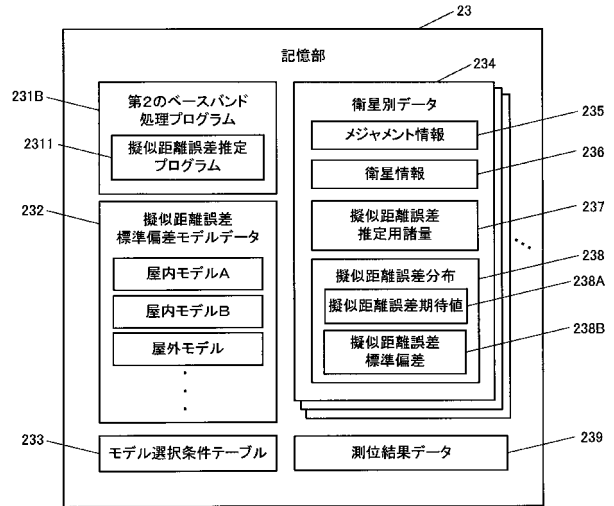 23
記憶部
231B
第2のベースバンド
処理プログラム
2311
擬似距離誤差推定
プログラム
232
擬似距離誤差
標準偏差モデルデータ
屋内モデルA
屋内モデルB
屋外モデル
233
モデル選択条件テーブル
234
衛星別データ
235
メジャメント情報
236
衛星情報
237
擬似距離誤差
推定用諸量
238
擬似距離誤差分布
238A
擬似距離誤差期待値
238B
擬似距離誤差
標準偏差
239
測位結果データ